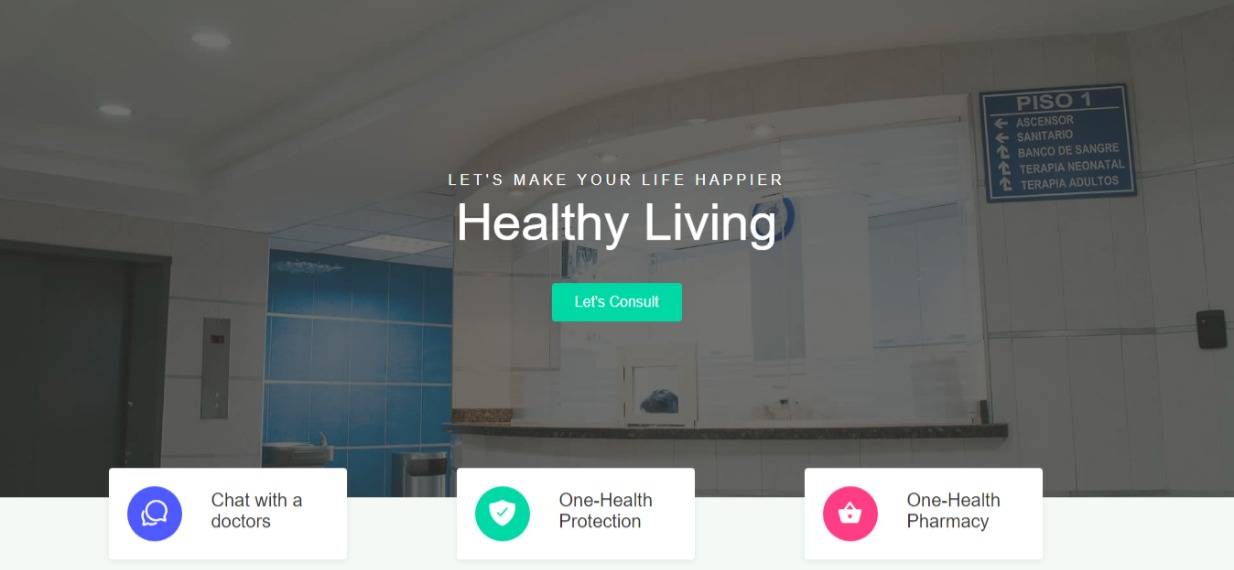 PISO 1
ASCENSOR
SANITARIO
BANCO DE SANGRE
TERAPIA NEONATAL
TERAPIA ADULTOS
LET'S MAKE YOUR LIFE HAPPIER
Healthy Living
Let's Consult
Chat with a
doctors
One-Health
Protection
One-Health
Pharmacy